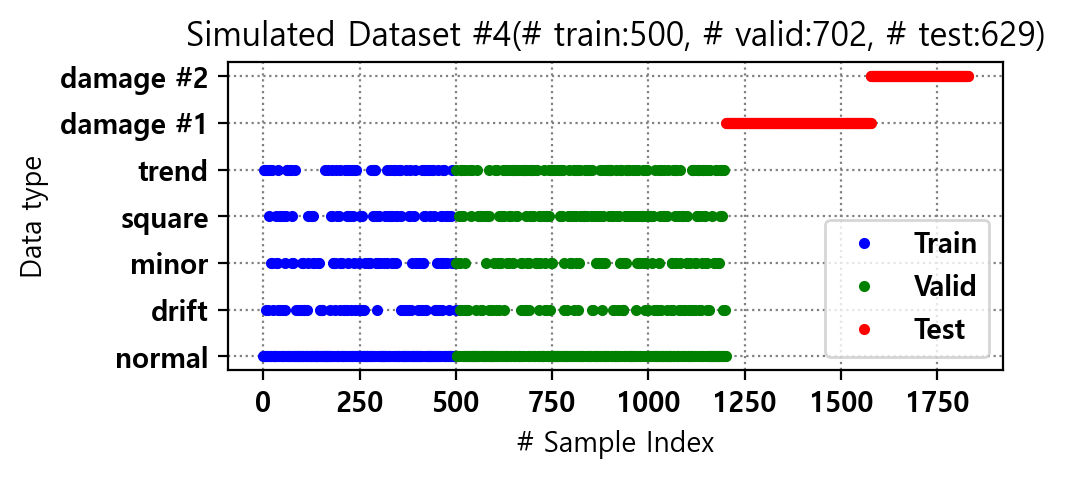 Simulated Dataset #4(# train:500, # valid:702, # test:629)
damage #2
damage #1
trend
square
minor
drift
normal
Data type
Train
Valid
Test
0 250 500 750 1000 1250 1500 1750
# Sample Index